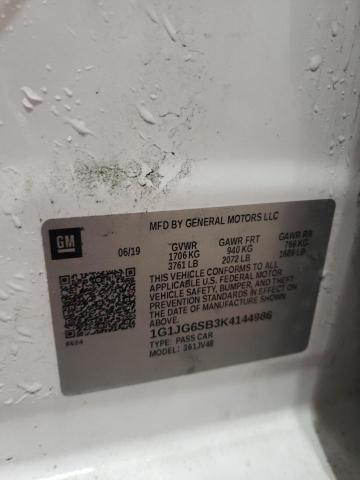 MFD BY GENERAL MOTORS LLC
GM
06/19 GVWR GAWR FRT GAWR RR
1706 KG 940 KG 766 KG
3761 LB 2072 LB 1689 LB
THIS VEHICLE CONFORMS TO ALL APPLICABLE
U.S. FEDERAL MOTOR VEHICLE SAFETY,
BUMPER, AND THEFT PREVENTION STANDARDS
IN EFFECT ON THE DATE OF MANUFACTURE
SHOWN ABOVE.
1G1JG6SB3K4144986
TYPE: PASS CAR
MODEL: 361JV48